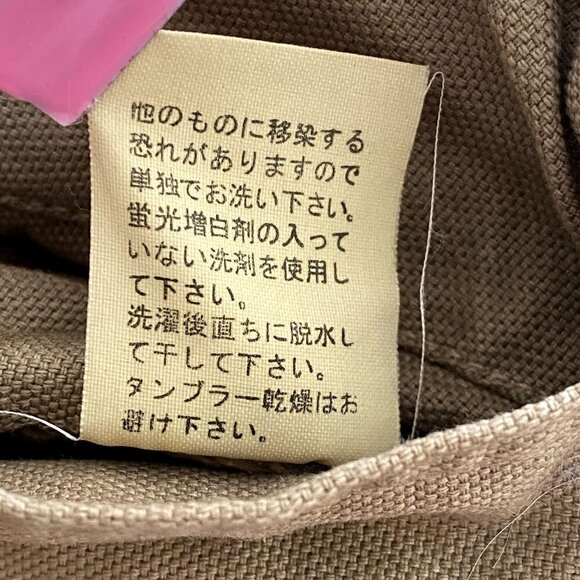 他のものに移染する
恐れがありますので
単独でお洗い下さい。
蛍光増白剤の入って
いない洗剤を使用し
て下さい。
洗濯後直ちに脱水し
て干して下さい。
タンブラー乾燥はお
避け下さい。